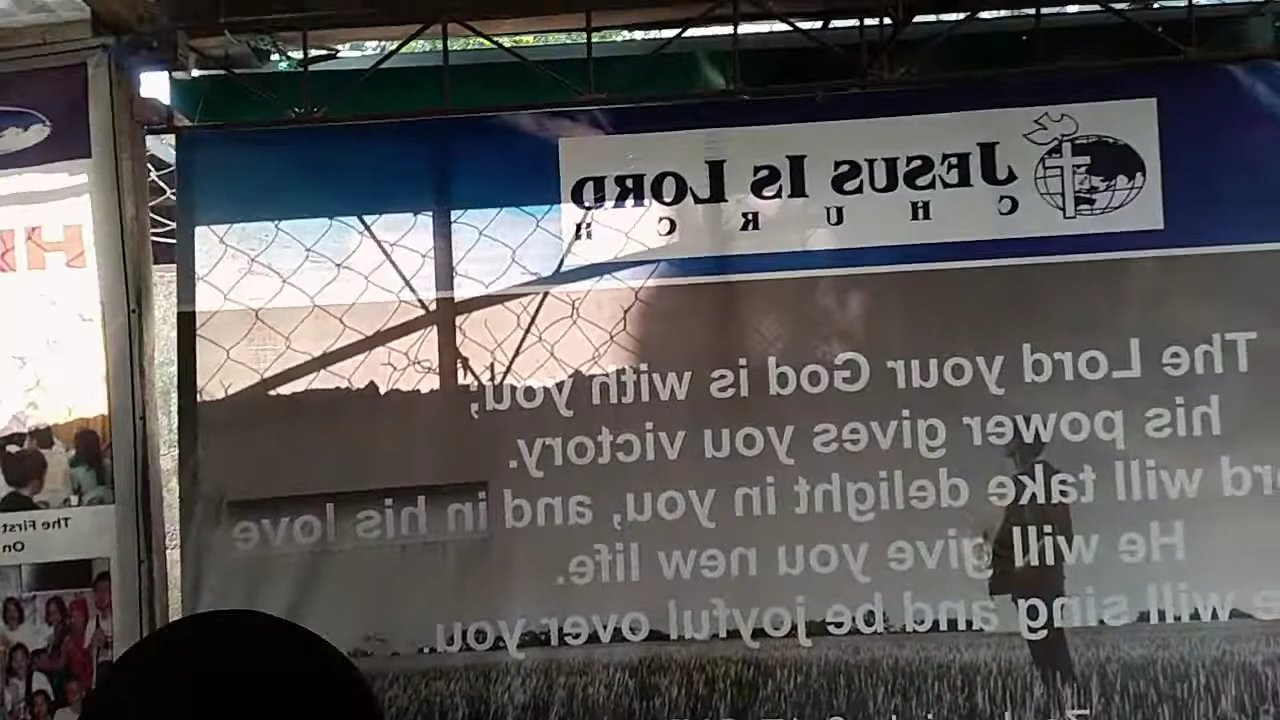 JESUS IS LORD
CHURCH
The Lord your God is with you;
his power gives you victory.
will take delight in you, and in his love
He will give you new life.
will sing and be joyful over you.
The First
On